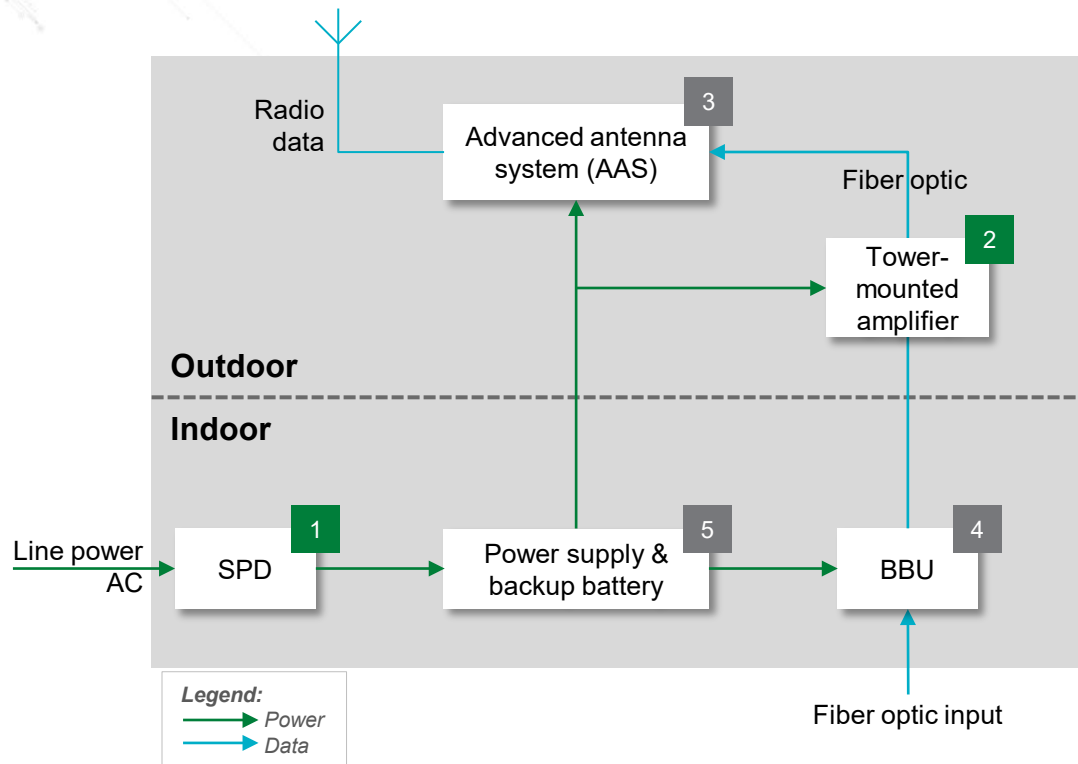 Radio
data
3
Advanced antenna
system (AAS)
Fiber optic
2
Tower-
mounted
amplifier
Outdoor
Indoor
Line power
AC
1
SPD
5
Power supply &
backup battery
4
BBU
Fiber optic input
Legend:
Power
Data